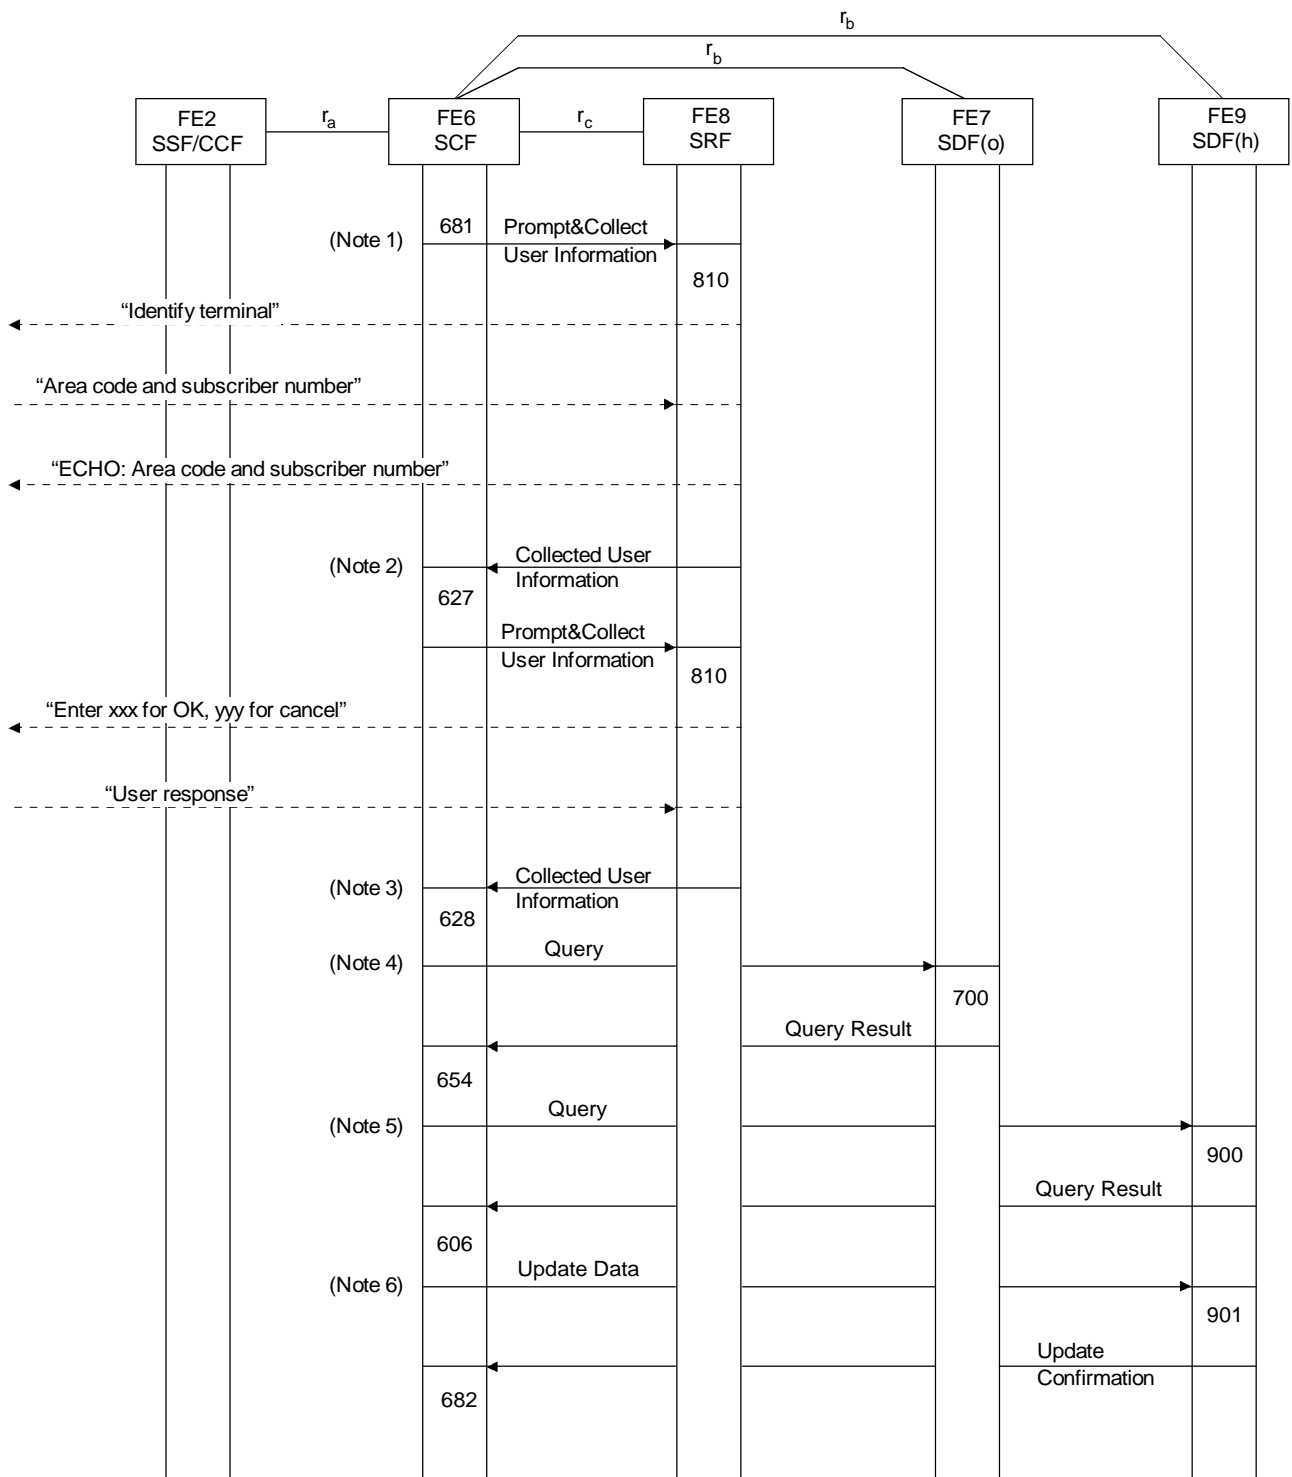 r_b
r_b
FE2
SSF/CCF
r_a
FE6
SCF
r_c
FE8
SRF
FE7
SDF(o)
FE9
SDF(h)
(Note 1)
681
Prompt&Collect
User Information
810
“Identify terminal”
“Area code and subscriber number”
“ECHO: Area code and subscriber number”
(Note 2)
Collected User
Information
627
Prompt&Collect
User Information
810
“Enter xxx for OK, yyy for cancel”
“User response”
(Note 3)
Collected User
Information
628
(Note 4)
Query
700
Query Result
654
(Note 5)
Query
900
Query Result
606
(Note 6)
Update Data
901
Update
Confirmation
682